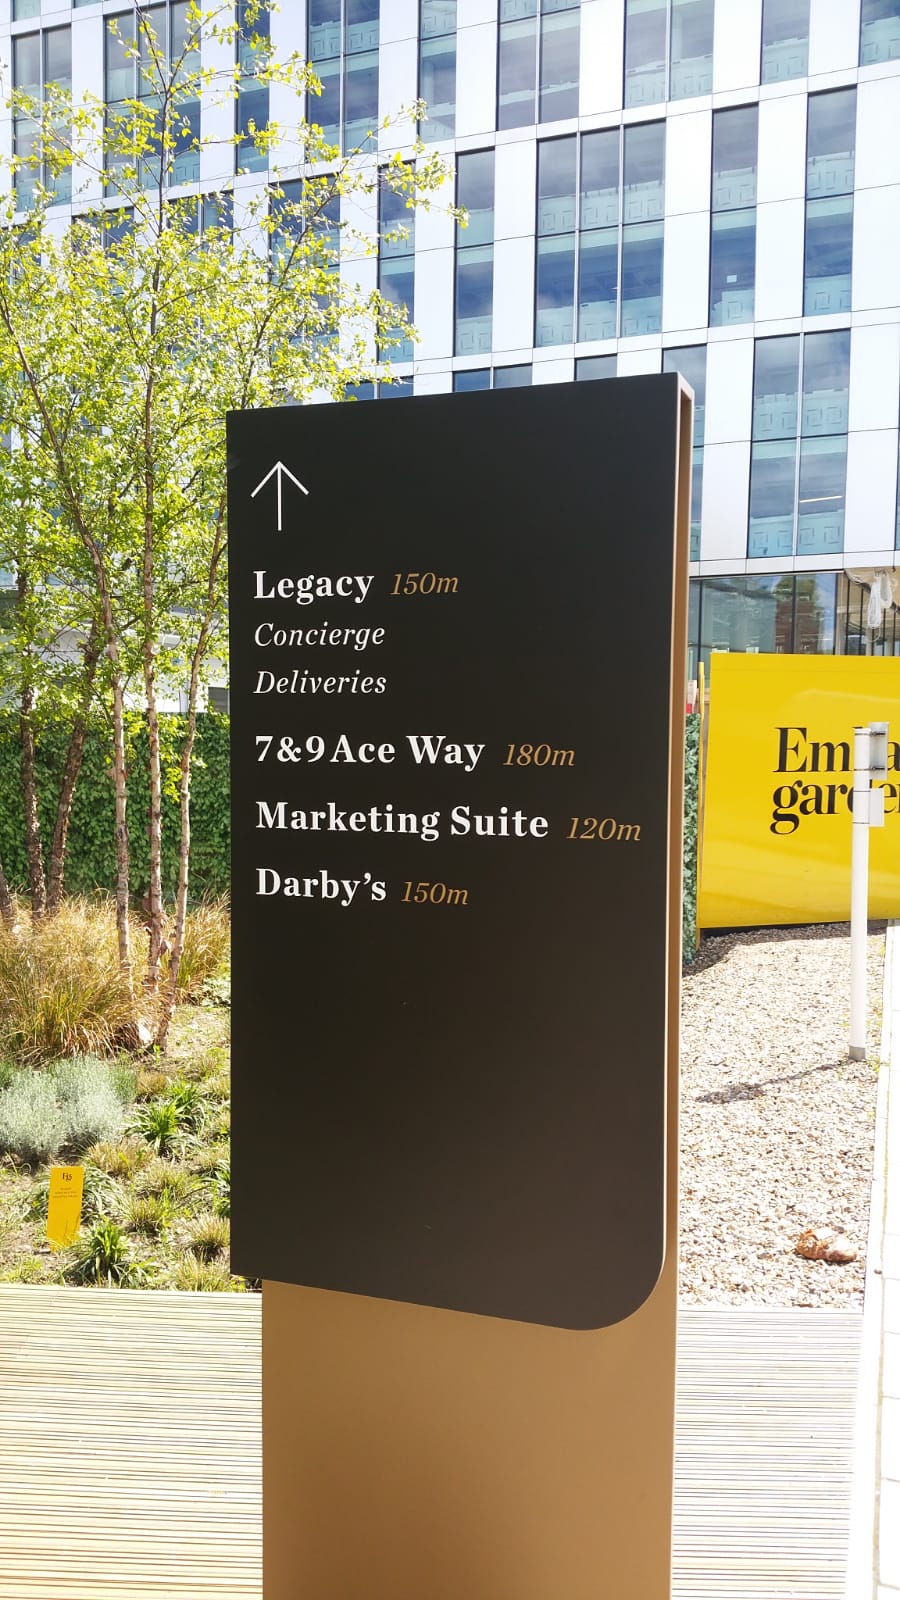 Legacy 150m
Concierge
Deliveries
7&9 Ace Way 180m
Marketing Suite 120m
Darby's 150m